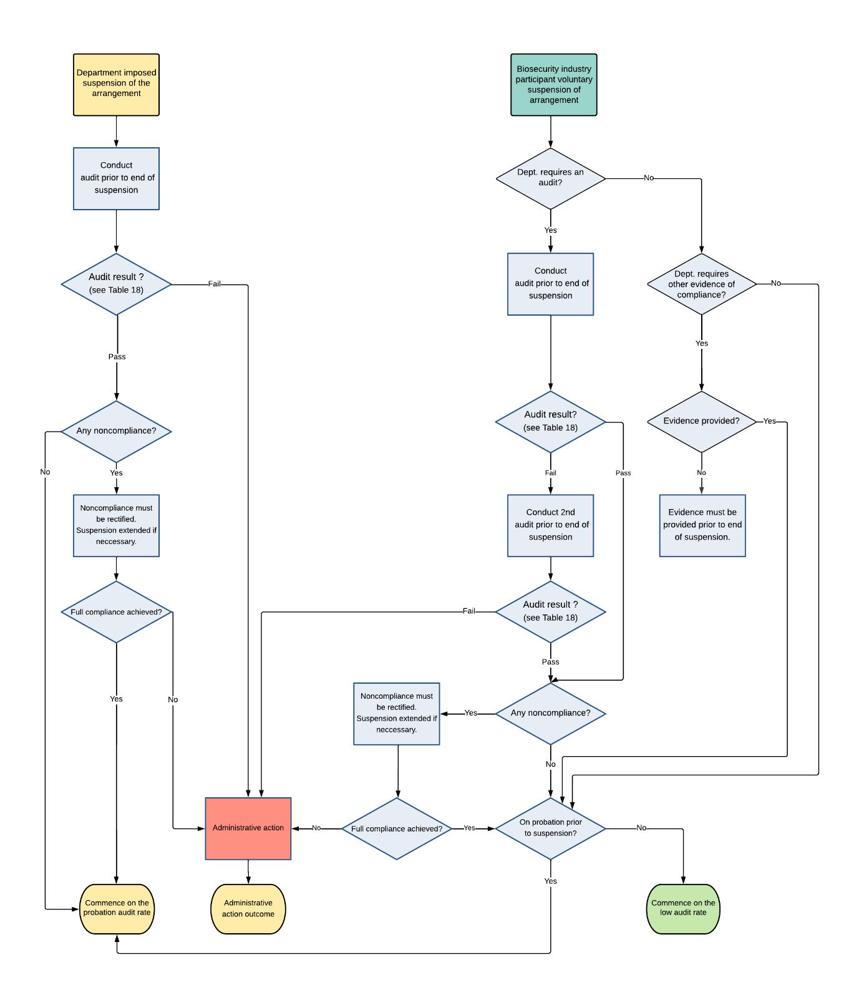 Department imposed
suspension of the
arrangement
Biosecurity industry
participant voluntary
suspension of
arrangement
Conduct
audit prior to end of
suspension
Dept. requires an
audit?
No
Yes
Audit result ?
(see Table 18)
Fail
Conduct
audit prior to end of
suspension
Dept. requires
other evidence of
compliance?
No
Pass
Yes
Any noncompliance?
Audit result?
(see Table 18)
Evidence provided?
Yes
No
Yes
Fail
Pass
No
Noncompliance must
be rectified.
Suspension extended if
neccessary.
Conduct 2nd
audit prior to end of
suspension
Evidence must be
provided prior to end
of suspension.
Full compliance achieved?
Fail
Audit result ?
(see Table 18)
Pass
Yes
No
Noncompliance must
be rectified.
Suspension extended if
neccessary.
Yes
Any noncompliance?
No
Administrative action
No
Full compliance achieved?
Yes
On probation prior
to suspension?
No
Yes
Commence on the
probation audit rate
Administrative
action outcome
Commence on the
low audit rate